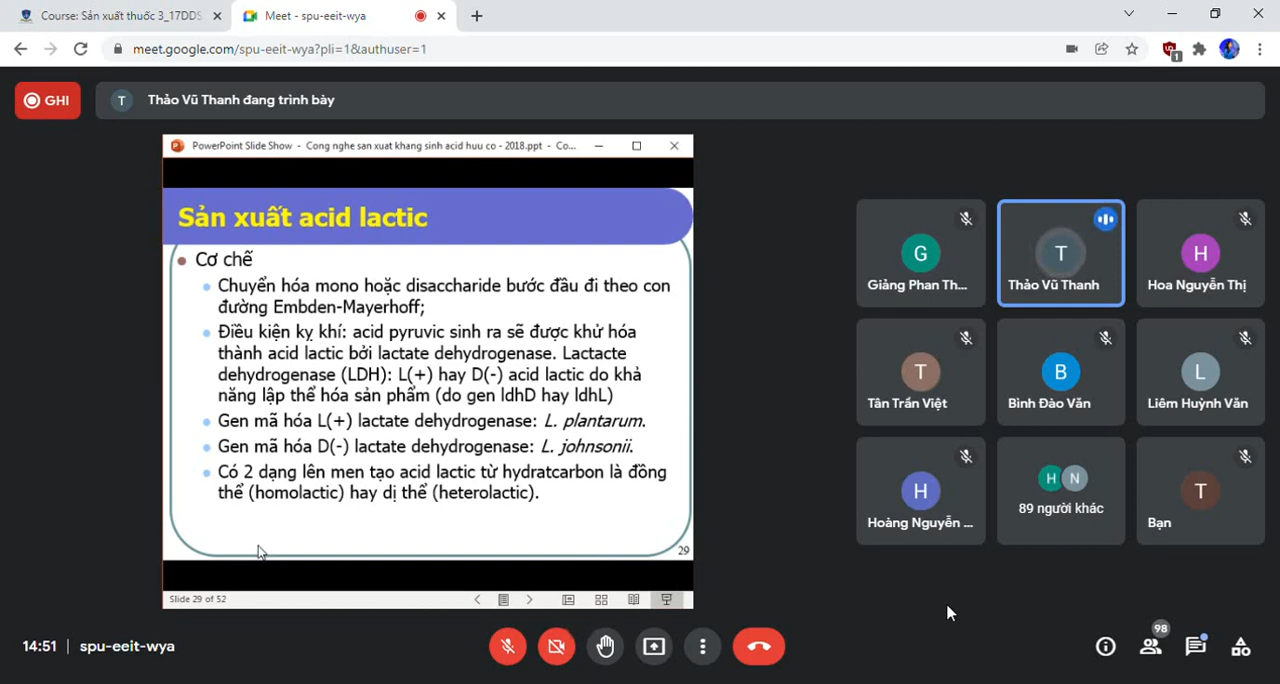 Course: Sản xuất thuốc 3_17DDS
Meet - spu-eeit-wya
meet.google.com/spu-eeit-wya?pli=1&authuser=1
1
GHI
T
Thảo Vũ Thanh đang trình bày
PowerPoint Slide Show - Cong nghe san xuat khang sinh acid huu co - 2018.ppt - Co...
Sản xuất acid lactic
Cơ chế
Chuyển hóa mono hoặc disaccharide bước đầu đi theo con
đường Embden-Mayerhoff;
Điều kiện kỵ khí: acid pyruvic sinh ra sẽ được khử hóa
thành acid lactic bởi lactate dehydrogenase. Lactacte
dehydrogenase (LDH): L(+) hay D(-) acid lactic do khả
năng lập thể hóa sản phẩm (do gen ldhD hay ldhL)
Gen mã hóa L(+) lactate dehydrogenase: L. plantarum.
Gen mã hóa D(-) lactate dehydrogenase: L. johnsonii.
Có 2 dạng lên men tạo acid lactic từ hydratcarbon là đồng
thể (homolactic) hay dị thể (heterolactic).
29
Slide 29 of 52
G
Giảng Phan Th...
T
Thảo Vũ Thanh
H
Hoa Nguyễn Thị
T
Tân Trần Việt
B
Bình Đào Văn
L
Liêm Huỳnh Văn
H
Hoàng Nguyễn ...
H N
89 người khác
T
Bạn
14:51 | spu-eeit-wya
98